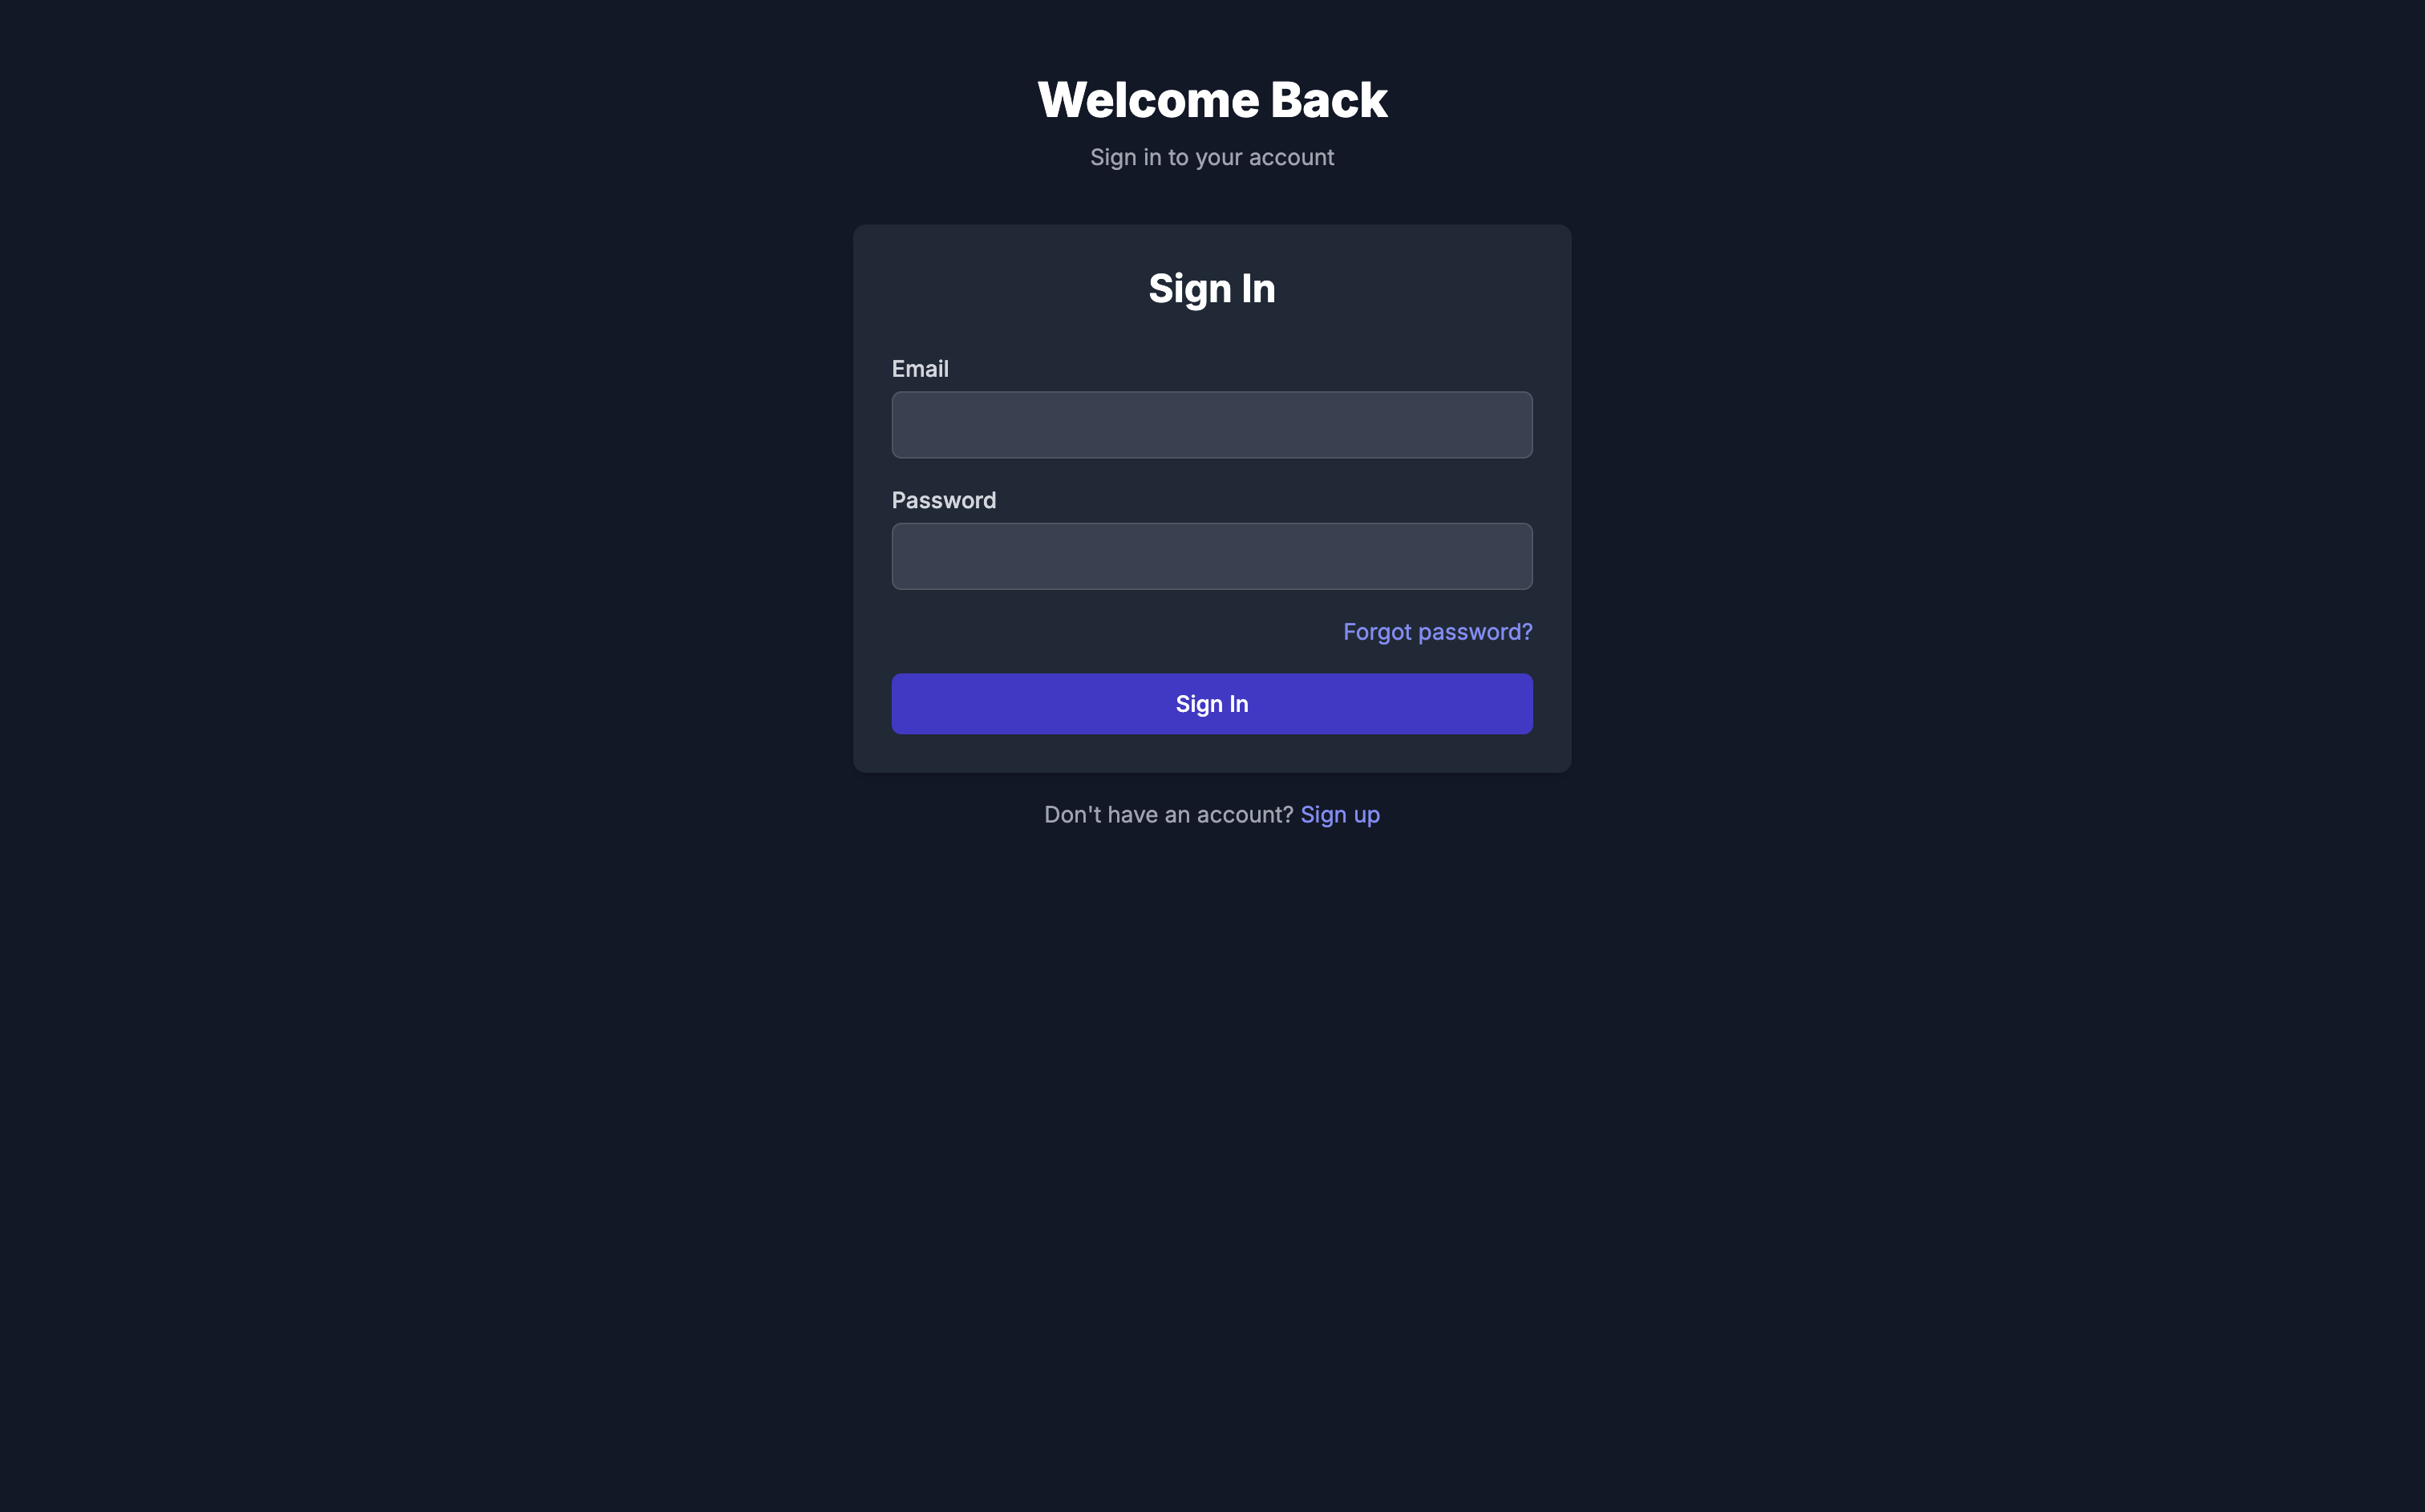 Welcome Back
Sign in to your account
Sign In
Email
Password
Forgot password?
Sign In
Don't have an account? Sign up